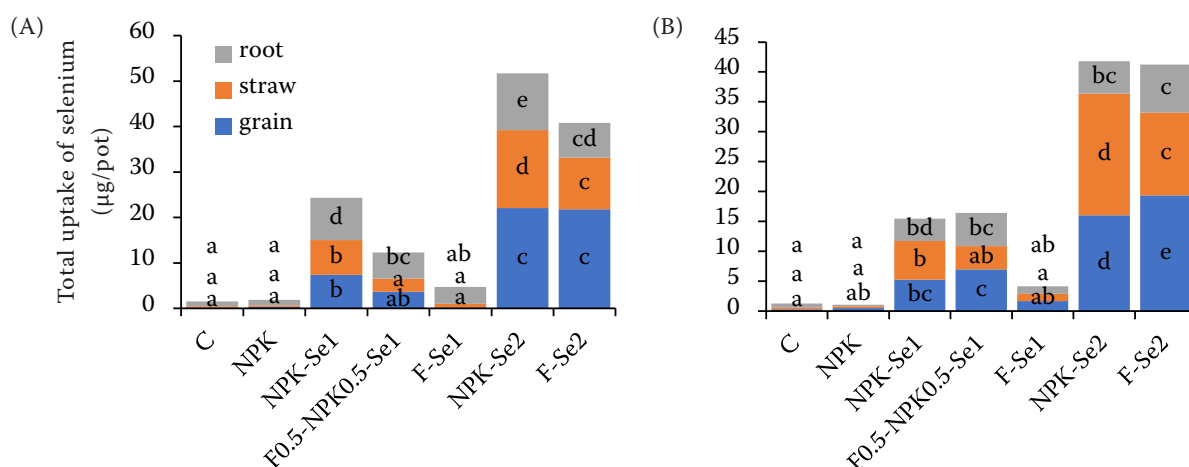 (A)
Total uptake of selenium
(µg/pot)
60
50
40
30
20
10
0
root
straw
grain
a
a
a
a
a
a
d
b
b
bc
a
ab
ab
a
a
e
d
c
cd
c
c
C
NPK
NPK-Se1
F0.5-NPK0.5-Se1
F-Se1
NPK-Se2
F-Se2
(B)
45
40
35
30
25
20
15
10
5
0
a
a
a
a
a
ab
bd
b
bc
bc
ab
c
ab
a
ab
bc
d
d
c
c
e
C
NPK
NPK-Se1
F0.5-NPK0.5-Se1
F-Se1
NPK-Se2
F-Se2